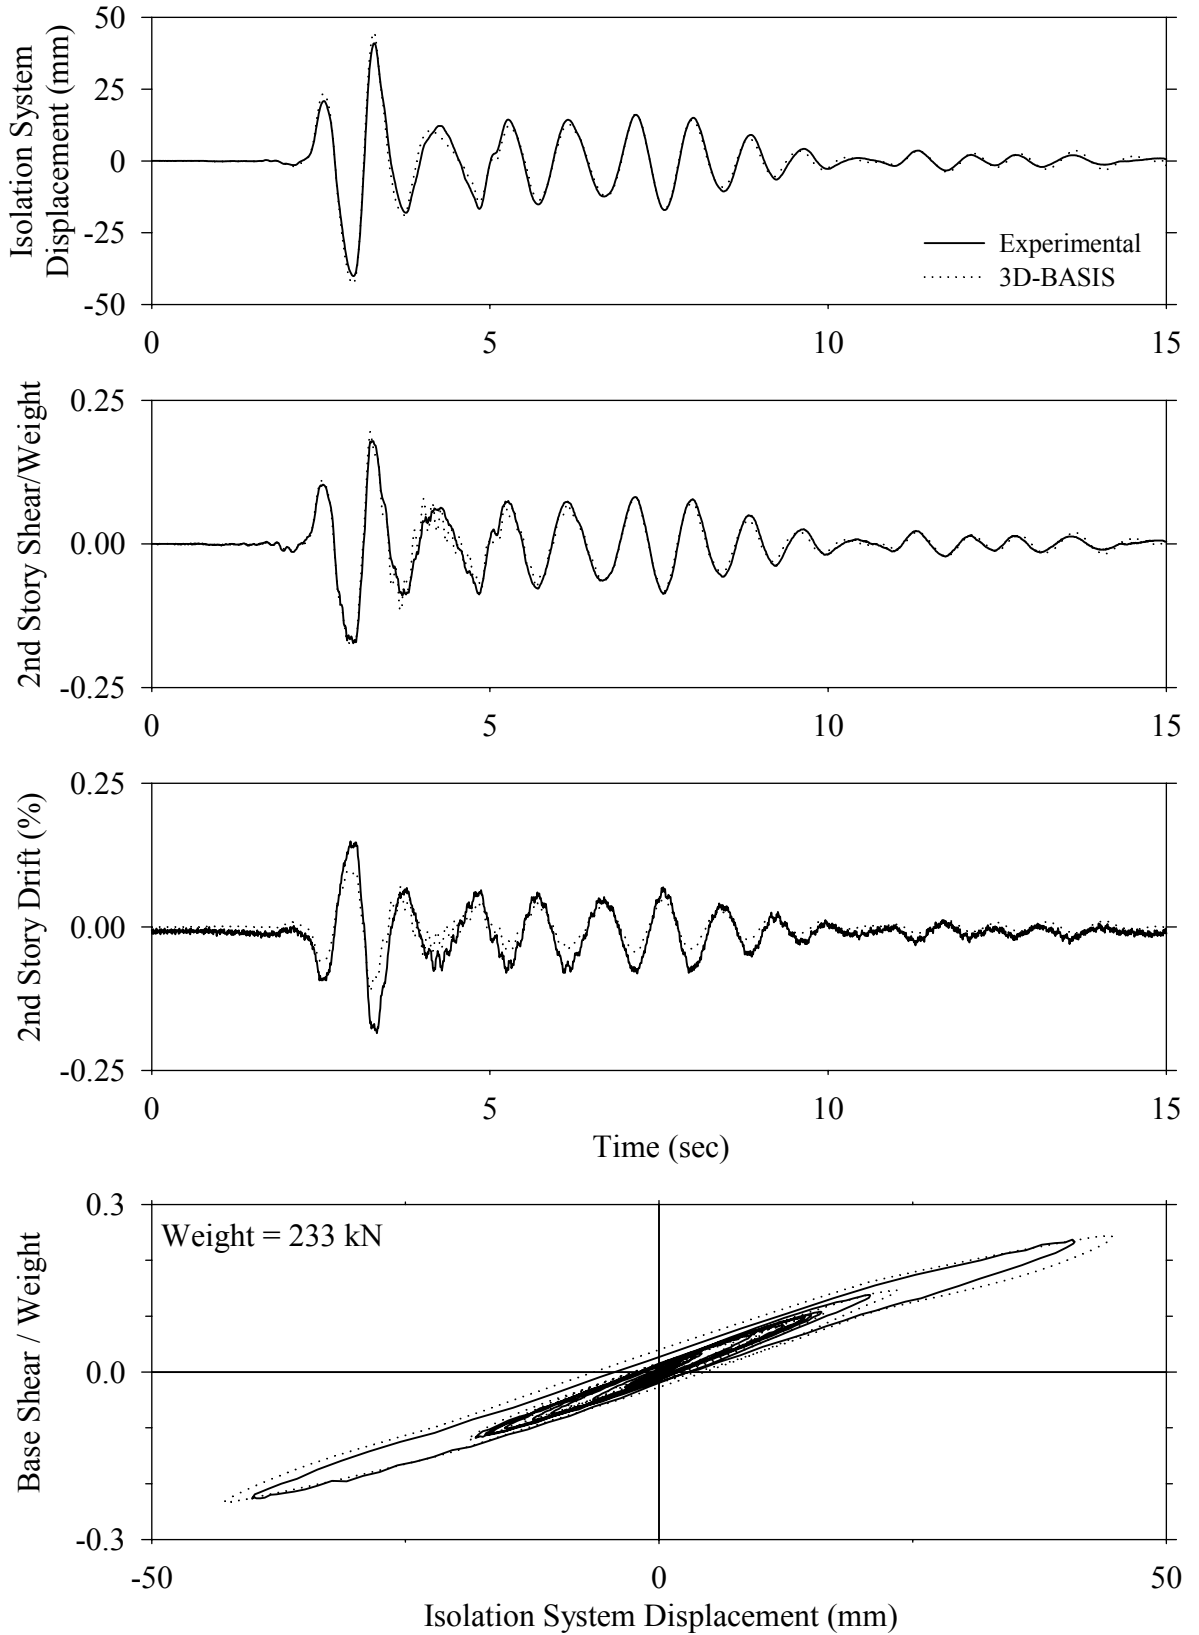 Isolation System
Displacement (mm)
50
25
0
-25
-50
Experimental
3D-BASIS
0 5 10 15
2nd Story Shear/Weight
0.25
0.00
-0.25
0 5 10 15
2nd Story Drift (%)
0.25
0.00
-0.25
0 5 10 15
Time (sec)
Base Shear / Weight
0.3
0.0
-0.3
Weight = 233 kN
-50 0 50
Isolation System Displacement (mm)